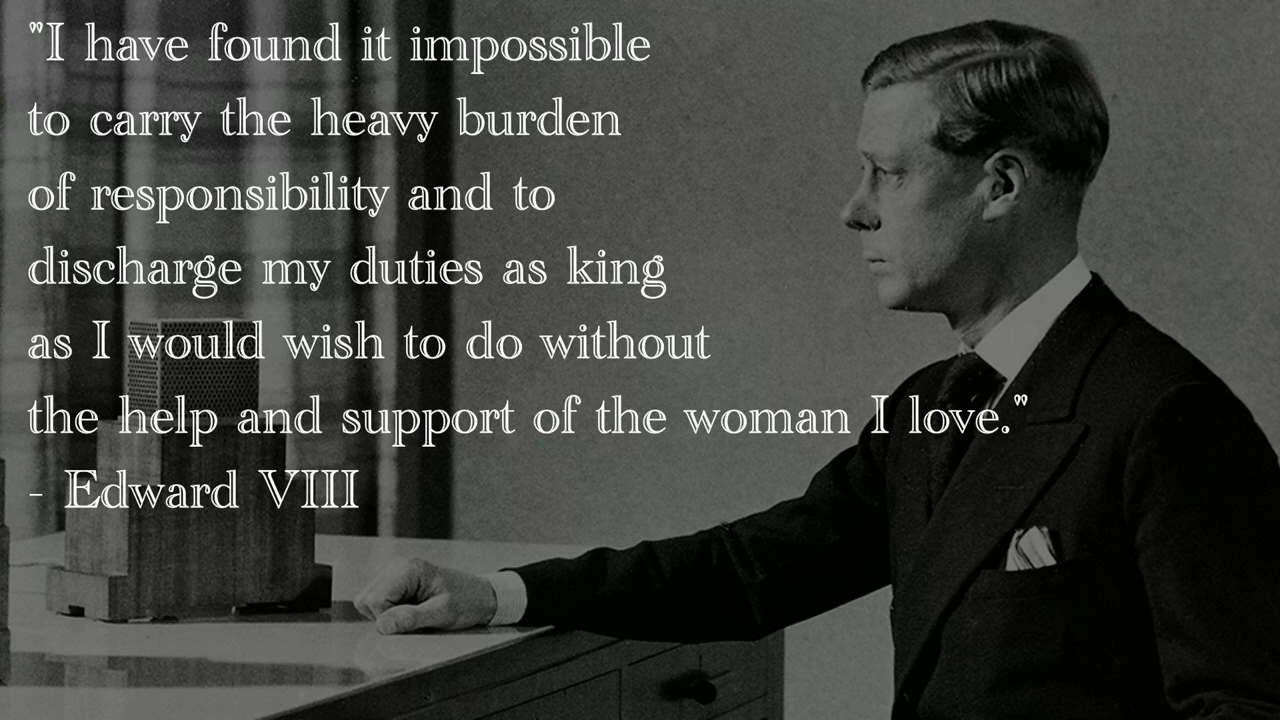 "I have found it impossible
to carry the heavy burden
of responsibility and to
discharge my duties as king
as I would wish to do without
the help and support of the woman I love."
- Edward VIII